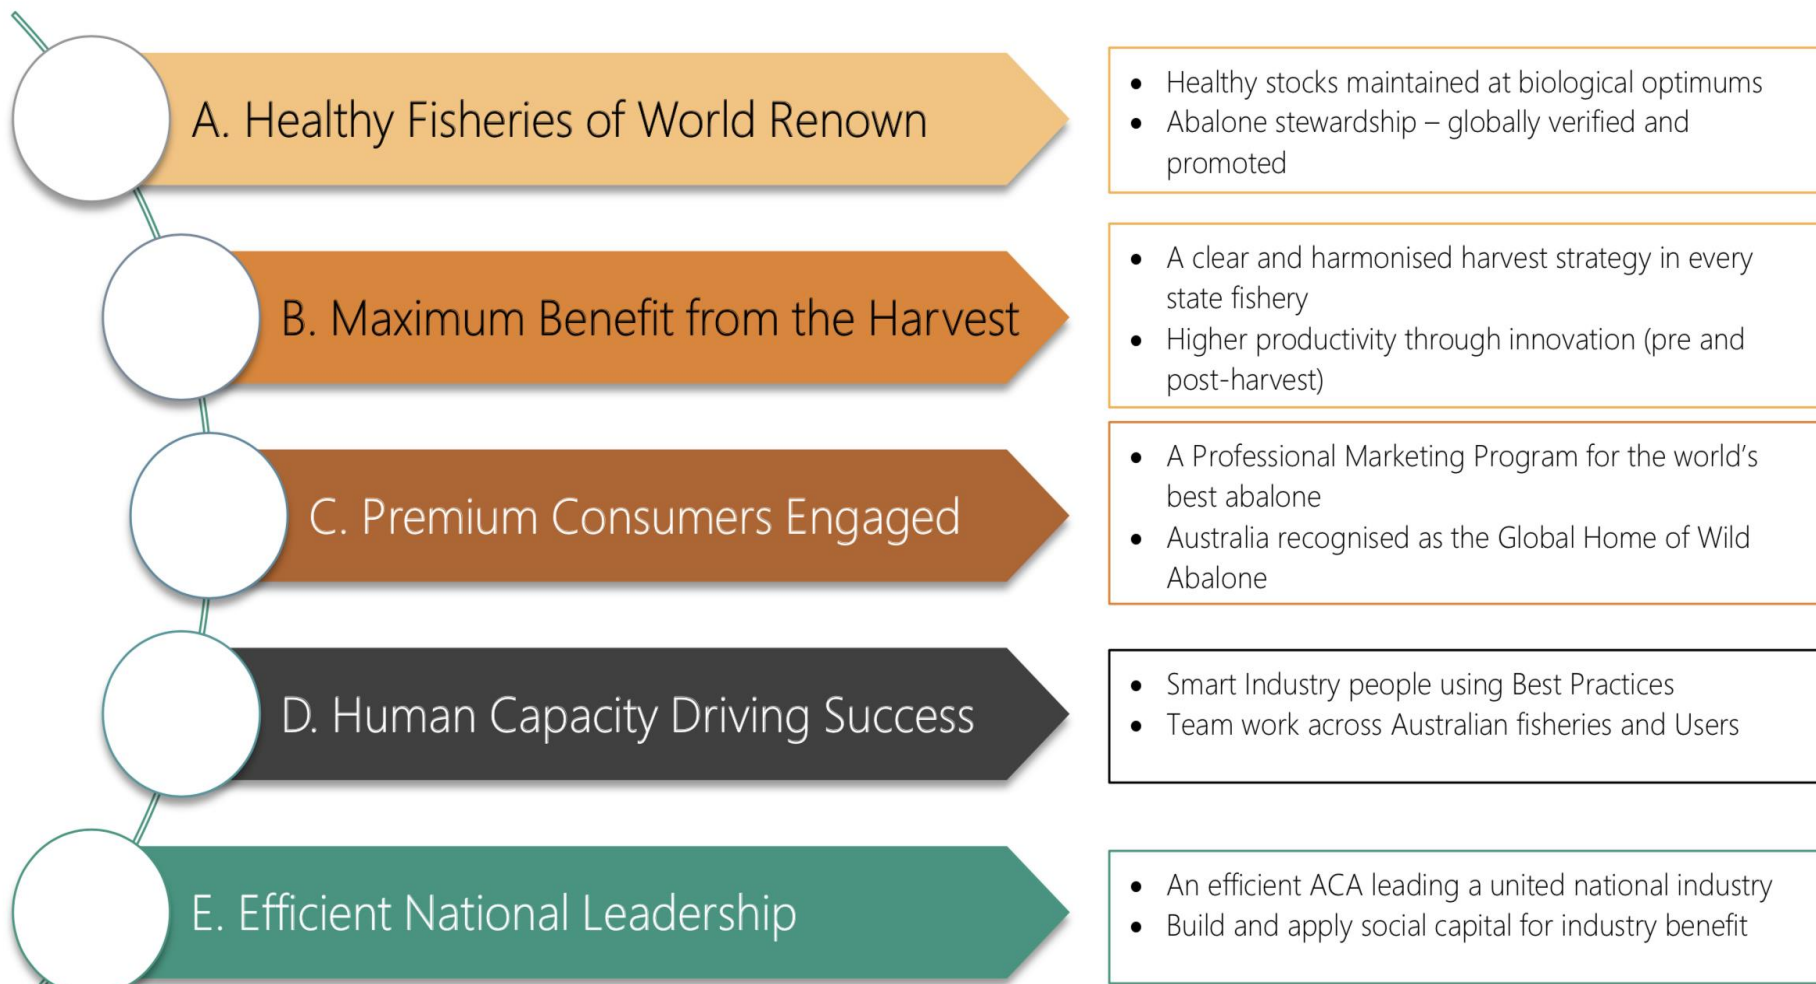 A. Healthy Fisheries of World Renown
• Healthy stocks maintained at biological optimums
• Abalone stewardship – globally verified and
promoted
B. Maximum Benefit from the Harvest
• A clear and harmonised harvest strategy in every
state fishery
• Higher productivity through innovation (pre and
post-harvest)
C. Premium Consumers Engaged
• A Professional Marketing Program for the world’s
best abalone
• Australia recognised as the Global Home of Wild
Abalone
D. Human Capacity Driving Success
• Smart Industry people using Best Practices
• Team work across Australian fisheries and Users
E. Efficient National Leadership
• An efficient ACA leading a united national industry
• Build and apply social capital for industry benefit